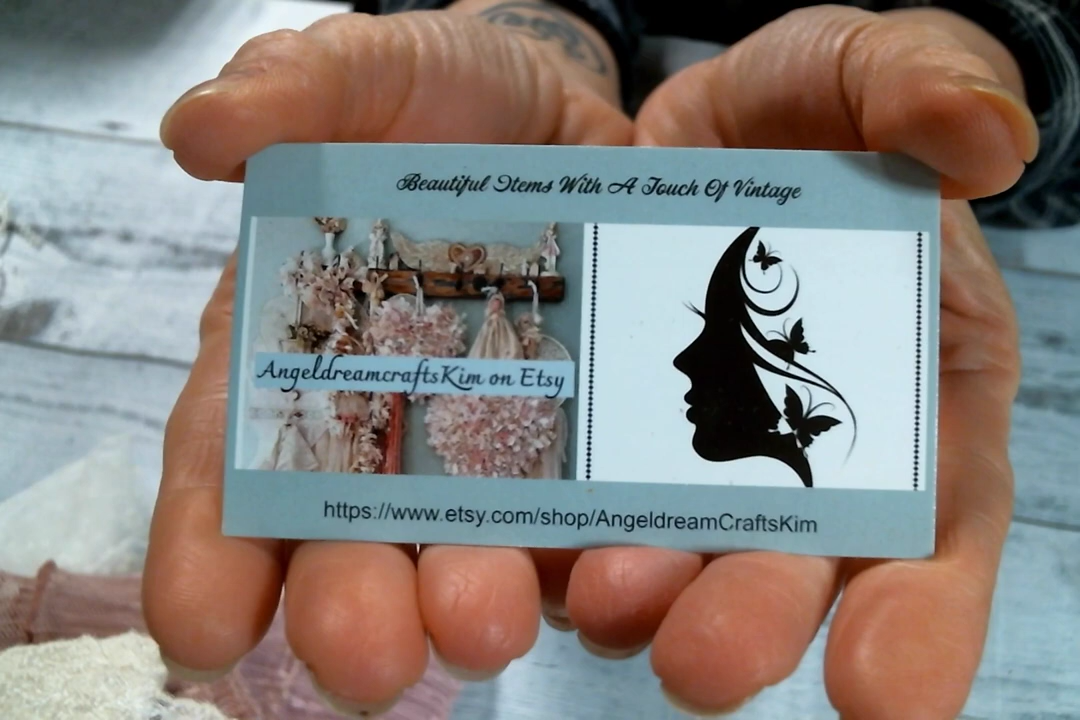 Beautiful Items With A Touch Of Vintage
AngeldreamcraftsKim on Etsy
https://www.etsy.com/shop/AngeldreamCraftsKim